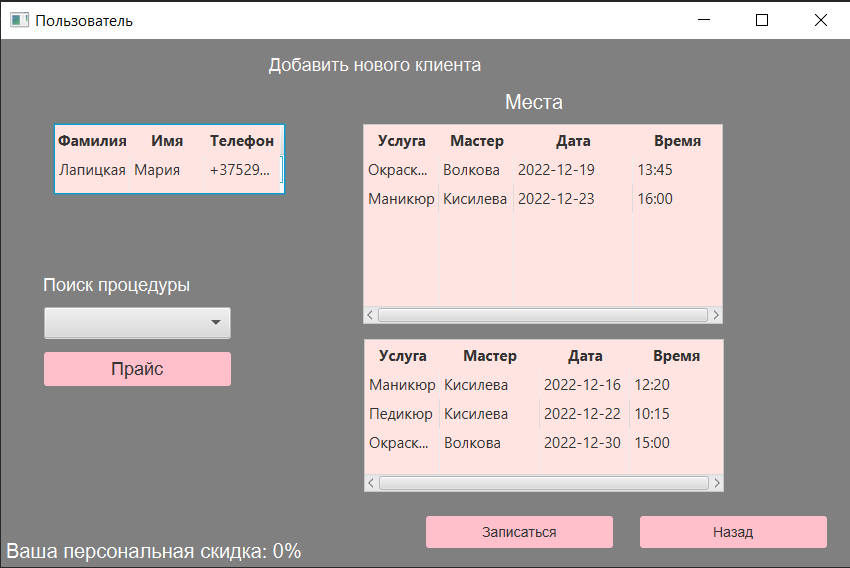 Пользователь
Добавить нового клиента
Места
Фамилия Имя Телефон
Лапицкая Мария +37529...
Услуга Мастер Дата Время
Окраск... Волкова 2022-12-19 13:45
Маникюр Кисилева 2022-12-23 16:00
Поиск процедуры
Прайс
Услуга Мастер Дата Время
Маникюр Кисилева 2022-12-16 12:20
Педикюр Кисилева 2022-12-22 10:15
Окраск... Волкова 2022-12-30 15:00
Записаться Назад
Ваша персональная скидка: 0%